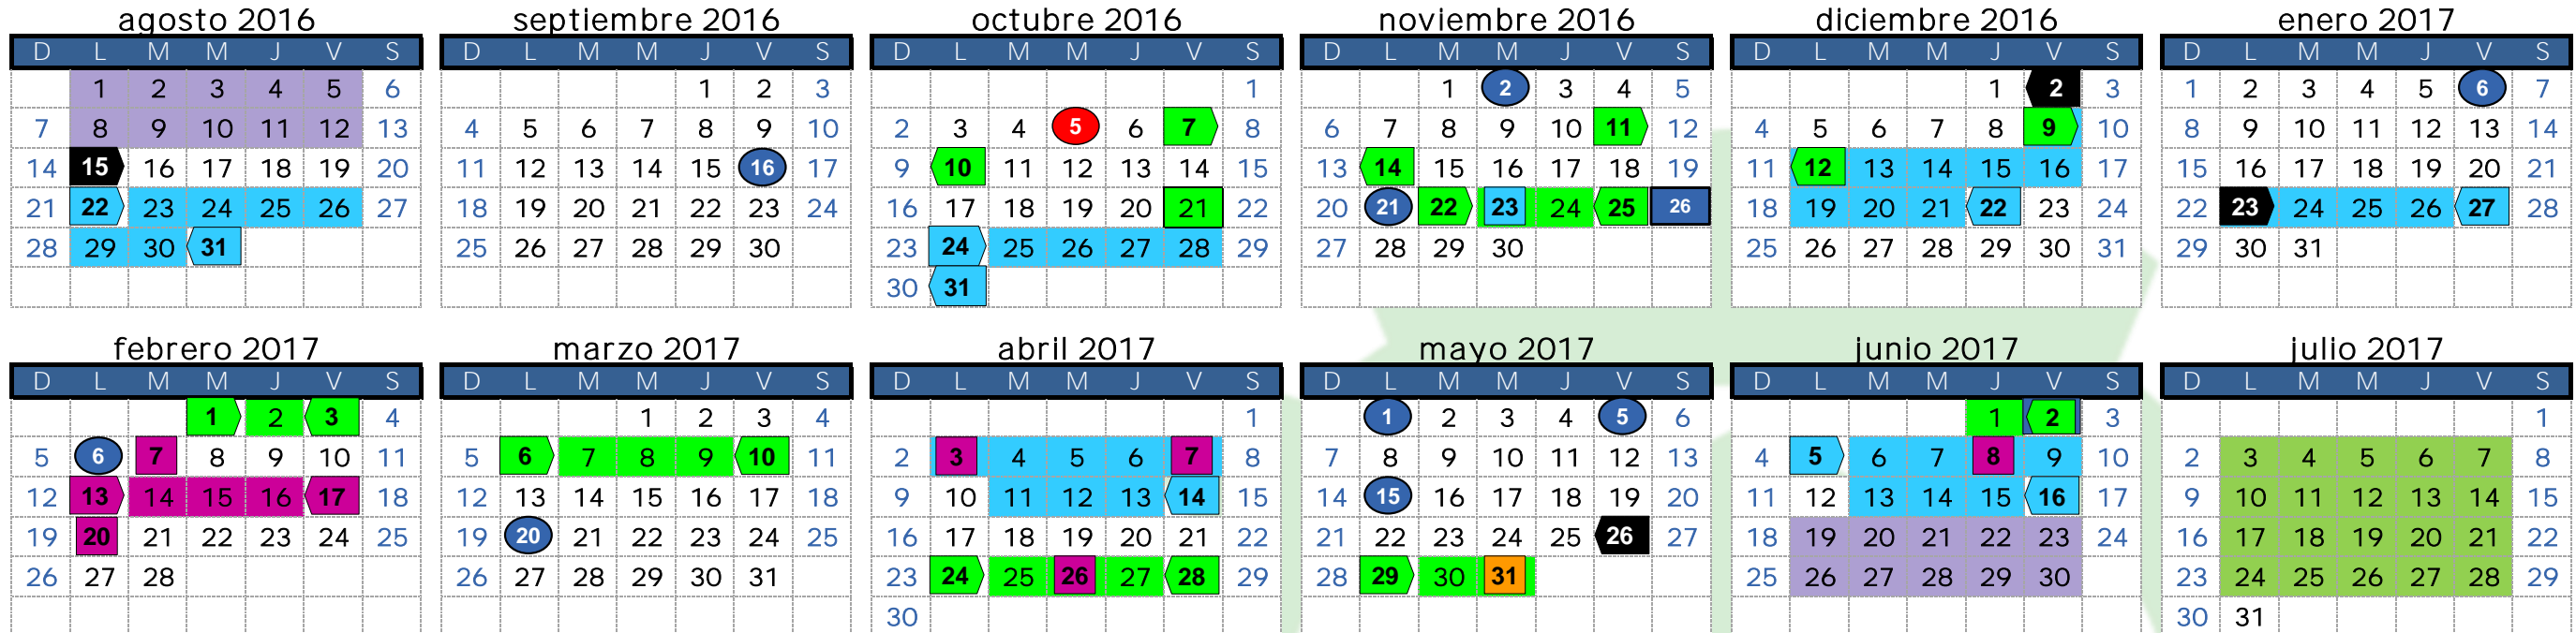 agosto 2016 septiembre 2016 octubre 2016 noviembre 2016 diciembre 2016 enero 2017
D L M M J V S D L M M J V S D L M M J V S D L M M J V S D L M M J V S D L M M J V S
1 2 3 4 5 6 1 2 3 1 1 2 3 4 5 1 2 3 1 2 3 4 5 6 7
7 8 9 10 11 12 13 4 5 6 7 8 9 10 2 3 4 5 6 7 8 6 7 8 9 10 11 12 4 5 6 7 8 9 10 8 9 10 11 12 13 14
14 15 16 17 18 19 20 11 12 13 14 15 16 17 9 10 11 12 13 14 15 13 14 15 16 17 18 19 11 12 13 14 15 16 17 15 16 17 18 19 20 21
21 22 23 24 25 26 27 18 19 20 21 22 23 24 16 17 18 19 20 21 22 20 21 22 23 24 25 26 18 19 20 21 22 23 24 22 23 24 25 26 27 28
28 29 30 31 25 26 27 28 29 30 23 24 25 26 27 28 29 27 28 29 30 25 26 27 28 29 30 31 29 30 31
30 31
febrero 2017 marzo 2017 abril 2017 mayo 2017 junio 2017 julio 2017
D L M M J V S D L M M J V S D L M M J V S D L M M J V S D L M M J V S D L M M J V S
1 2 3 4 1 2 3 4 1 1 2 3 4 5 6 1 2 3 1
5 6 7 8 9 10 11 5 6 7 8 9 10 11 2 3 4 5 6 7 8 7 8 9 10 11 12 13 4 5 6 7 8 9 10 2 3 4 5 6 7 8
12 13 14 15 16 17 18 12 13 14 15 16 17 18 9 10 11 12 13 14 15 14 15 16 17 18 19 20 11 12 13 14 15 16 17 9 10 11 12 13 14 15
19 20 21 22 23 24 25 19 20 21 22 23 24 25 16 17 18 19 20 21 22 21 22 23 24 25 26 27 18 19 20 21 22 23 24 16 17 18 19 20 21 22
26 27 28 26 27 28 29 30 31 23 24 25 26 27 28 29 28 29 30 31 25 26 27 28 29 30 23 24 25 26 27 28 29
30 30 31